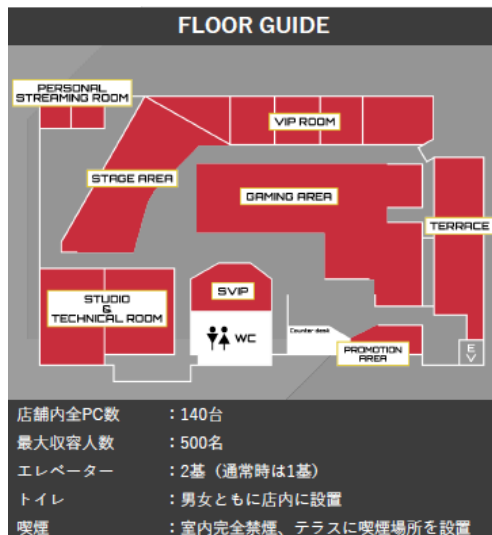 FLOOR GUIDE
PERSONAL
STREAMING ROOM
VIP ROOM
STAGE AREA
GAMING AREA
TERRACE
STUDIO
&
TECHNICAL ROOM
SVIP
WC
Counter desk
PROMOTION
AREA
EV
店舗内全PC数 ：140台
最大収容人数 ：500名
エレベーター ：2基（通常時は1基）
トイレ ：男女ともに店内に設置
喫煙 ：室内完全禁煙、テラスに喫煙場所を設置